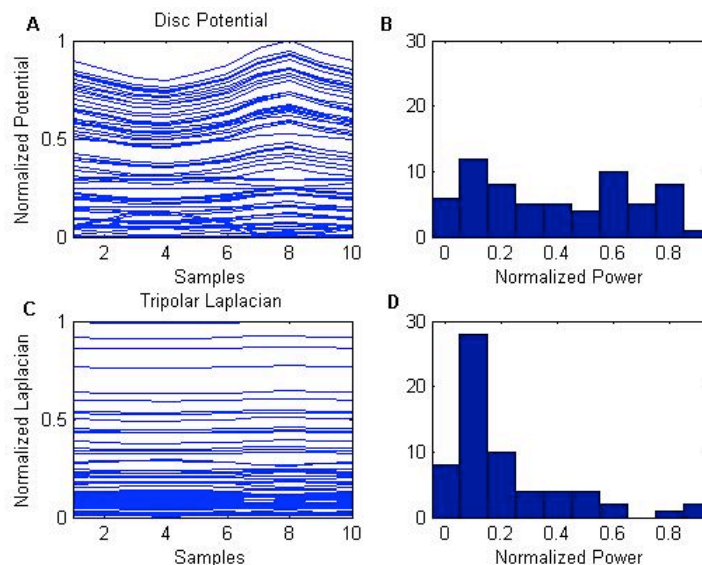 A
Disc Potential
Normalized Potential
1
0.5
0
2 4 6 8 10
Samples
B
30
20
10
0
0 0.2 0.4 0.6 0.8
Normalized Power
C
Tripolar Laplacian
Normalized Laplacian
1
0.5
0
2 4 6 8 10
Samples
D
30
20
10
0
0 0.2 0.4 0.6 0.8
Normalized Power